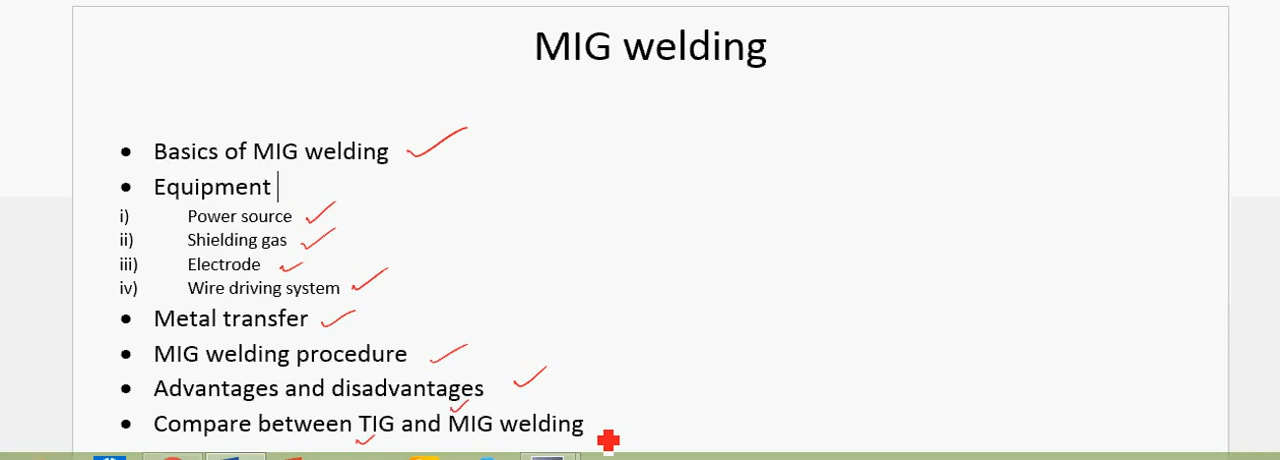 MIG welding
• Basics of MIG welding
• Equipment
i) Power source
ii) Shielding gas
iii) Electrode
iv) Wire driving system
• Metal transfer
• MIG welding procedure
• Advantages and disadvantages
• Compare between TIG and MIG welding